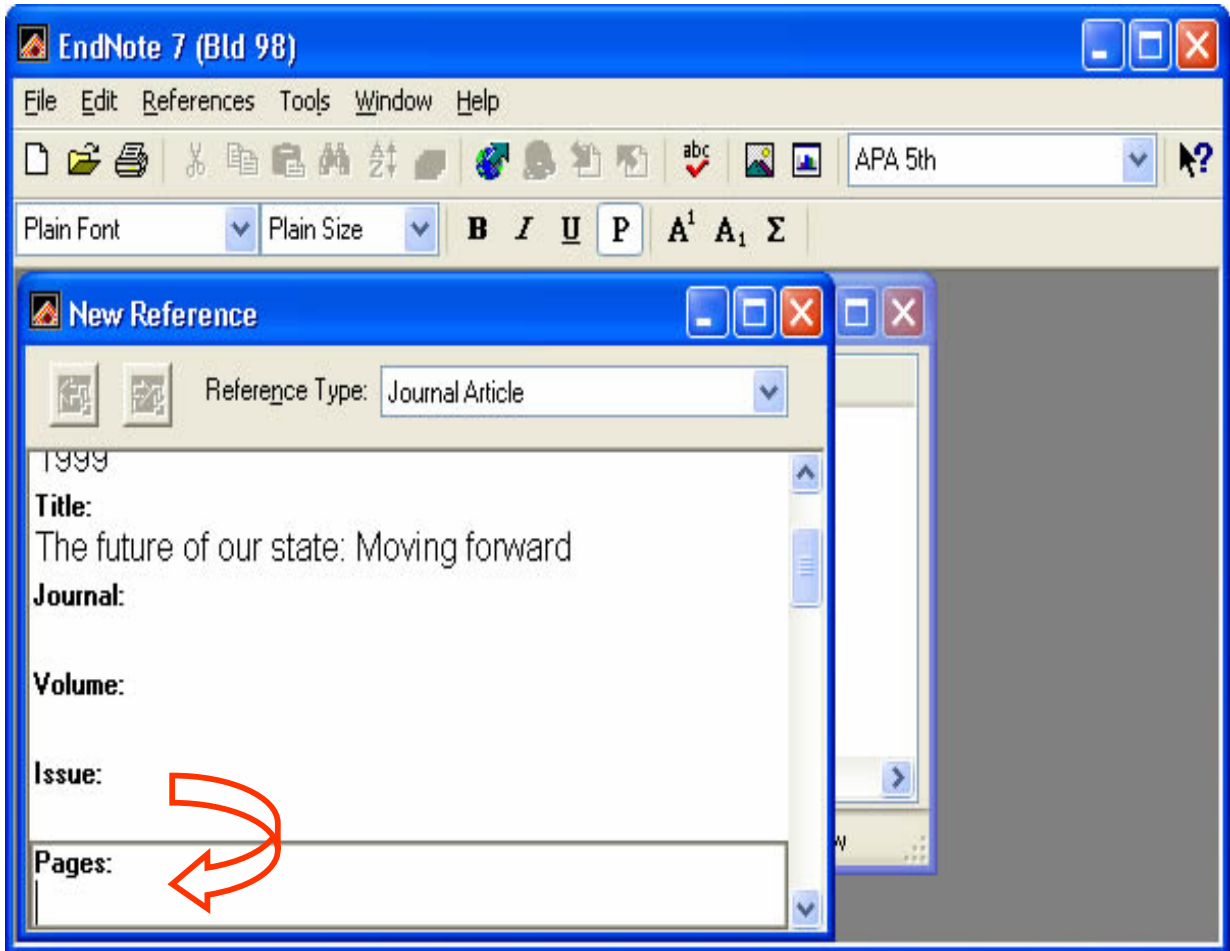 EndNote 7 (Bld 98)
File Edit References Tools Window Help
abc APA 5th
Plain Font Plain Size B I U P A¹ A₁ Σ
New Reference
Reference Type: Journal Article
1999
Title:
The future of our state: Moving forward
Journal:
Volume:
Issue:
Pages: